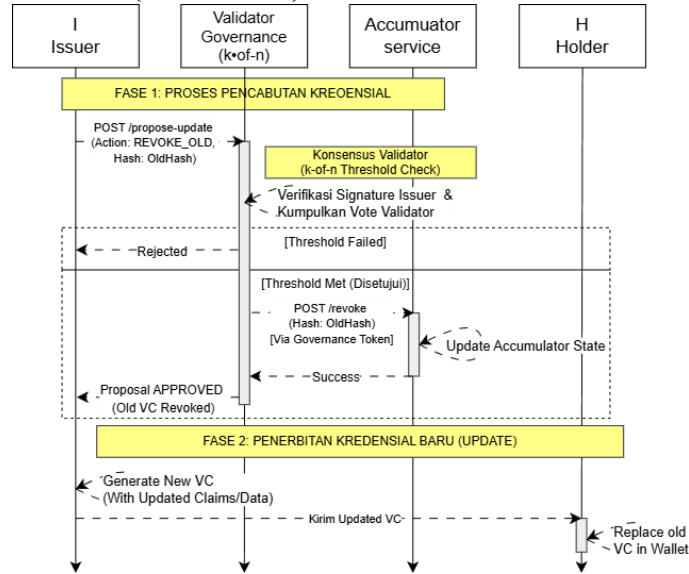 I
Issuer
Validator
Governance
(k•of-n)
Accumuator
service
H
Holder
FASE 1: PROSES PENCABUTAN KREOENSIAL
POST /propose-update
(Action: REVOKE_OLD,
Hash: OldHash)
Konsensus Validator
(k-of-n Threshold Check)
Verifikasi Signature Issuer &
Kumpulkan Vote Validator
[Threshold Failed]
Rejected
[Threshold Met (Disetujui)]
POST /revoke
(Hash: OldHash)
[Via Governance Token]
Update Accumulator State
Success
Proposal APPROVED
(Old VC Revoked)
FASE 2: PENERBITAN KREDENSIAL BARU (UPDATE)
Generate New VC
(With Updated Claims/Data)
Kirim Updated VC
Replace old
VC in Wallet